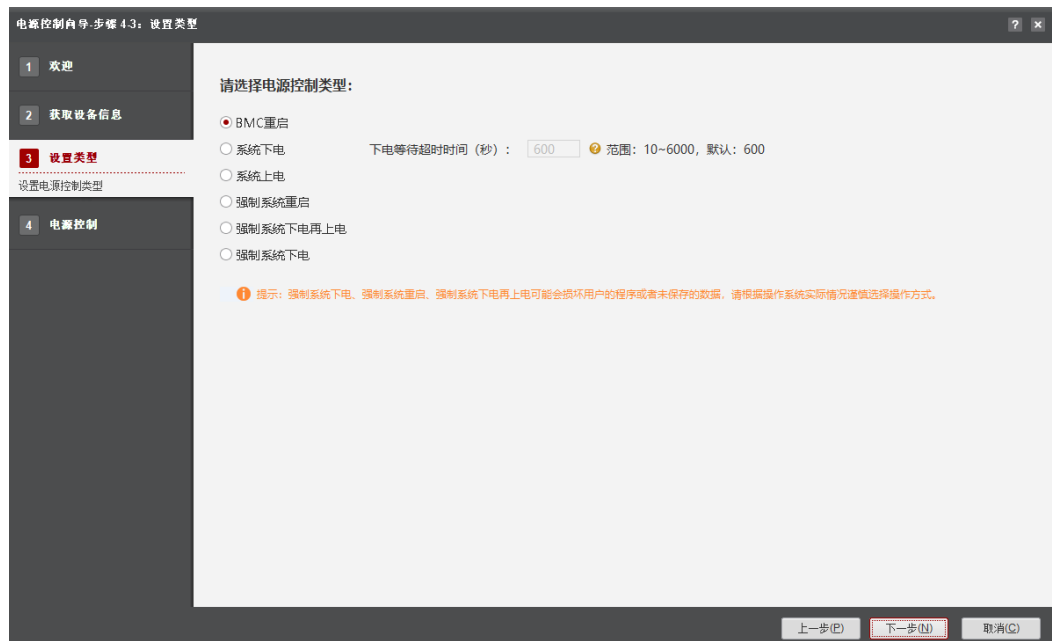 电源控制向导-步骤 4-3：设置类型
? ×
1 欢迎
2 获取设备信息
3 设置类型
设置电源控制类型
4 电源控制
请选择电源控制类型：
BMC重启
系统下电 下电等待超时时间（秒）： 600 ? 范围：10~6000，默认：600
系统上电
强制系统重启
强制系统下电再上电
强制系统下电
提示：强制系统下电、强制系统重启、强制系统下电再上电可能会损坏用户的程序或者未保存的数据，请根据操作系统实际情况谨慎选择操作方式。
上一步(P) 下一步(N) 取消(C)